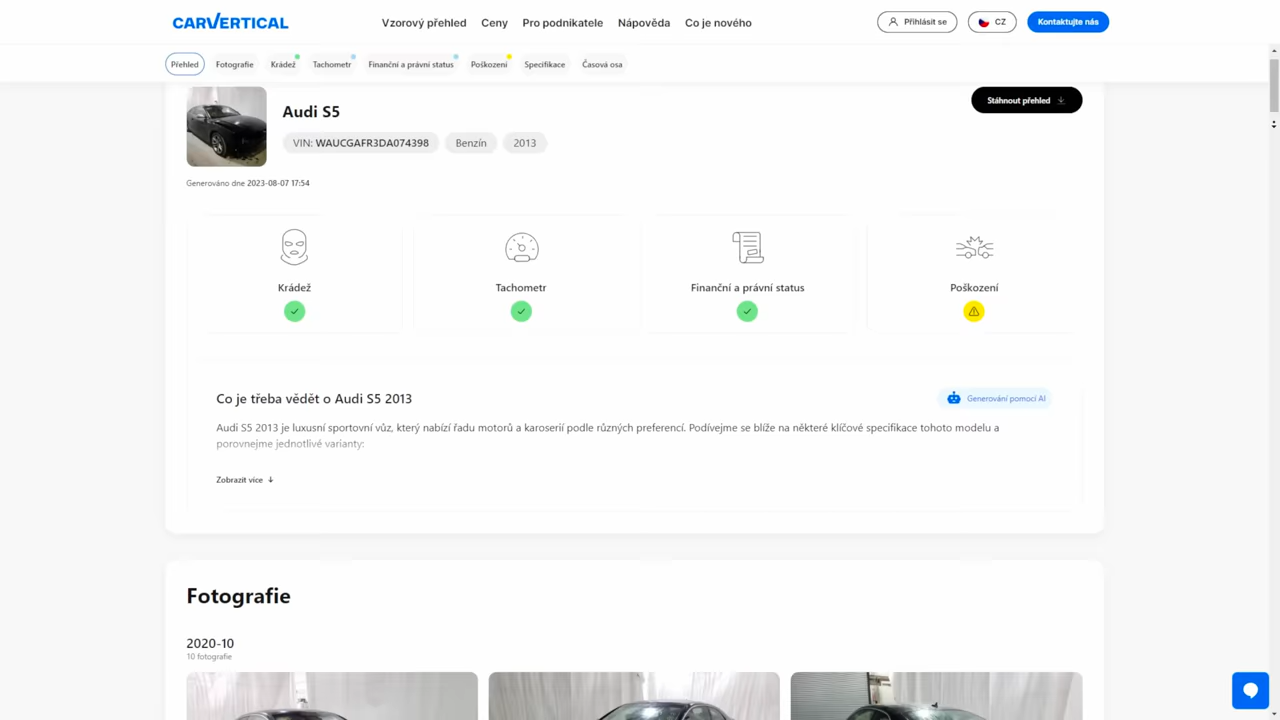 CARVERTICAL
Vzorový přehled
Ceny
Pro podnikatele
Nápověda
Co je nového
Přihlásit se
CZ
Kontaktujte nás
Přehled
Fotografie
Krádež
Tachometr
Finanční a právní status
Poškození
Specifikace
Časová osa
Audi S5
Stáhnout přehled
VIN: WAUCGAFR3DA074398
Benzín
2013
Generováno dne 2023-08-07 17:54
Krádež
Tachometr
Finanční a právní status
Poškození
Co je třeba vědět o Audi S5 2013
Generování pomocí AI
Audi S5 2013 je luxusní sportovní vůz, který nabízí řadu motorů a karoserií podle různých preferencí. Podívejme se blíže na některé klíčové specifikace tohoto modelu a
porovnejme jednotlivé varianty:
Zobrazit více
Fotografie
2020-10
10 fotografie